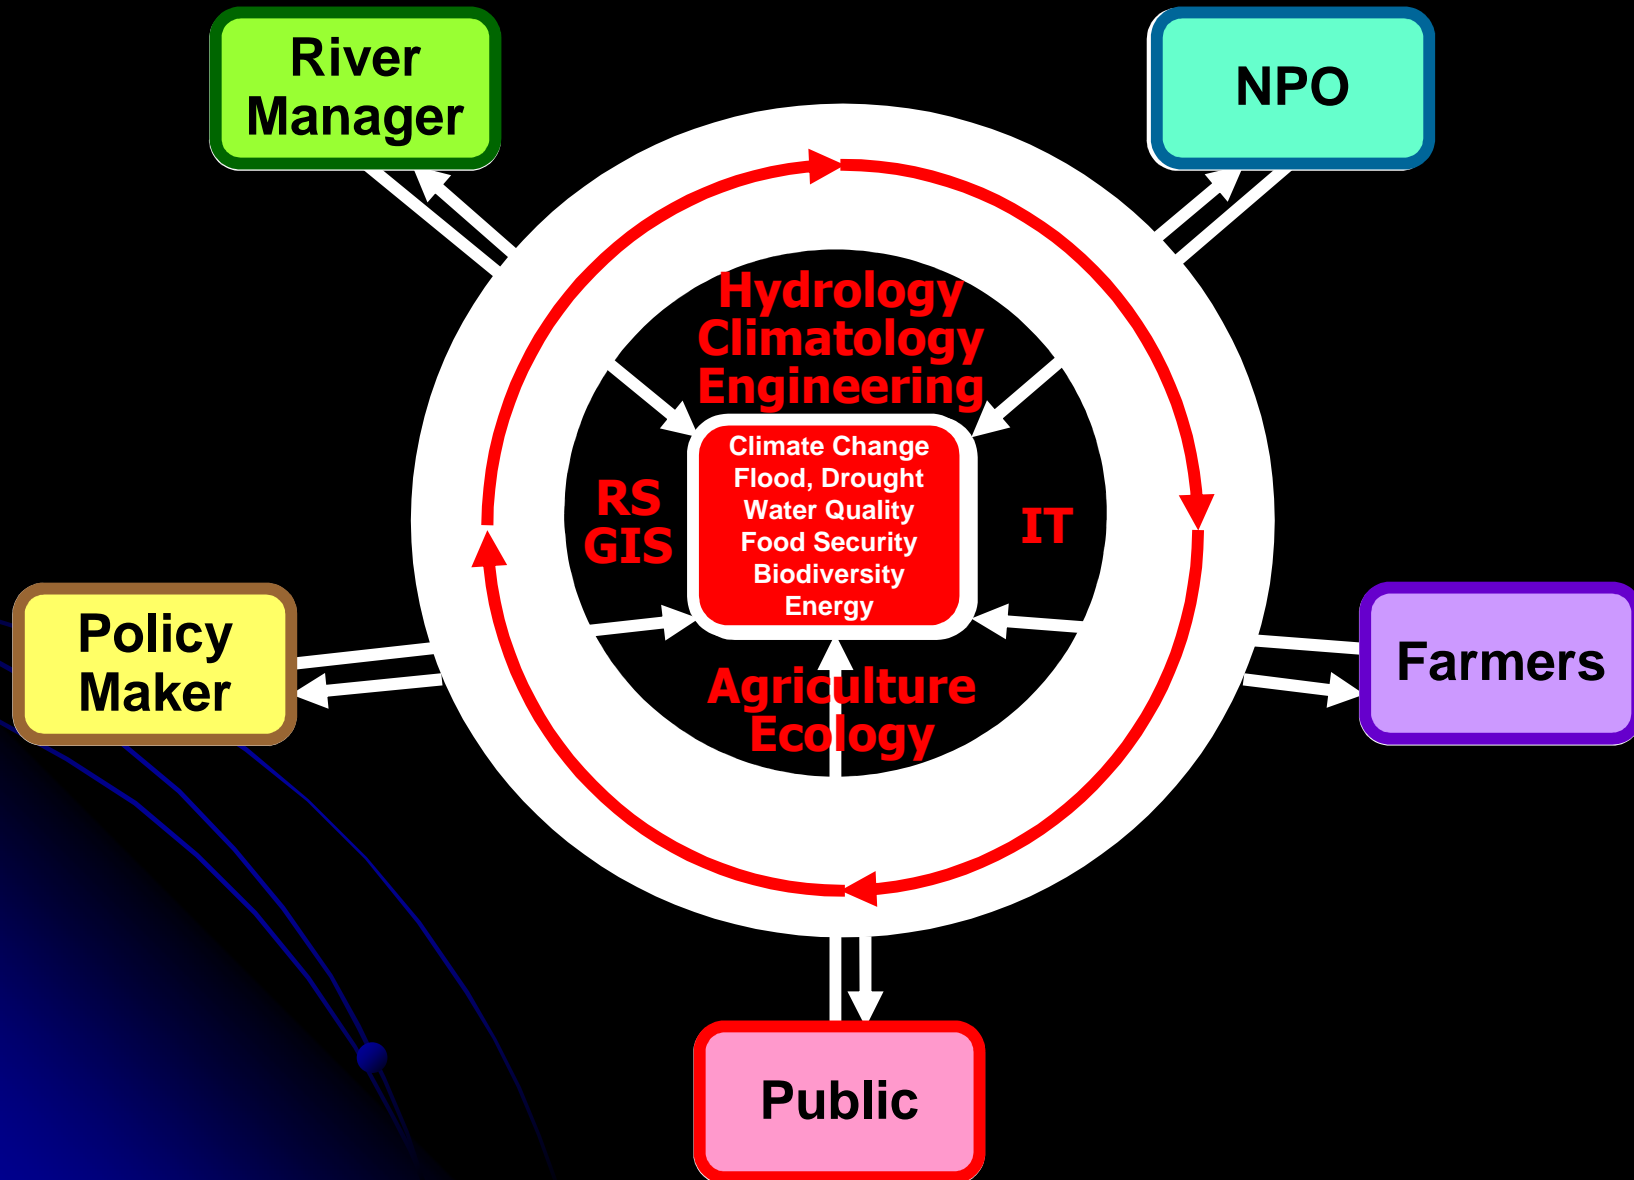 River
Manager
NPO
Hydrology
Climatology
Engineering
RS
GIS
Climate Change
Flood, Drought
Water Quality
Food Security
Biodiversity
Energy
IT
Policy
Maker
Farmers
Agriculture
Ecology
Public